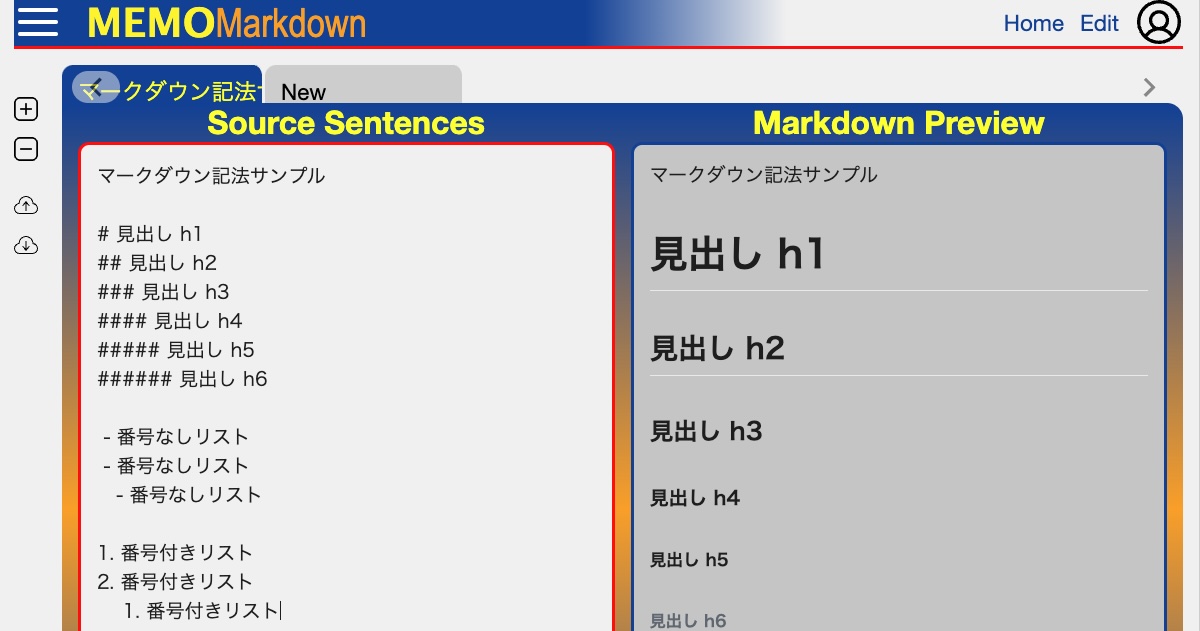 MEMOMarkdown
Home Edit
マークダウン記法サ
New
Source Sentences
マークダウン記法サンプル
# 見出し h1
## 見出し h2
### 見出し h3
#### 見出し h4
##### 見出し h5
###### 見出し h6
- 番号なしリスト
- 番号なしリスト
- 番号なしリスト
1. 番号付きリスト
2. 番号付きリスト
1. 番号付きリスト
Markdown Preview
マークダウン記法サンプル
見出し h1
見出し h2
見出し h3
見出し h4
見出し h5
見出し h6